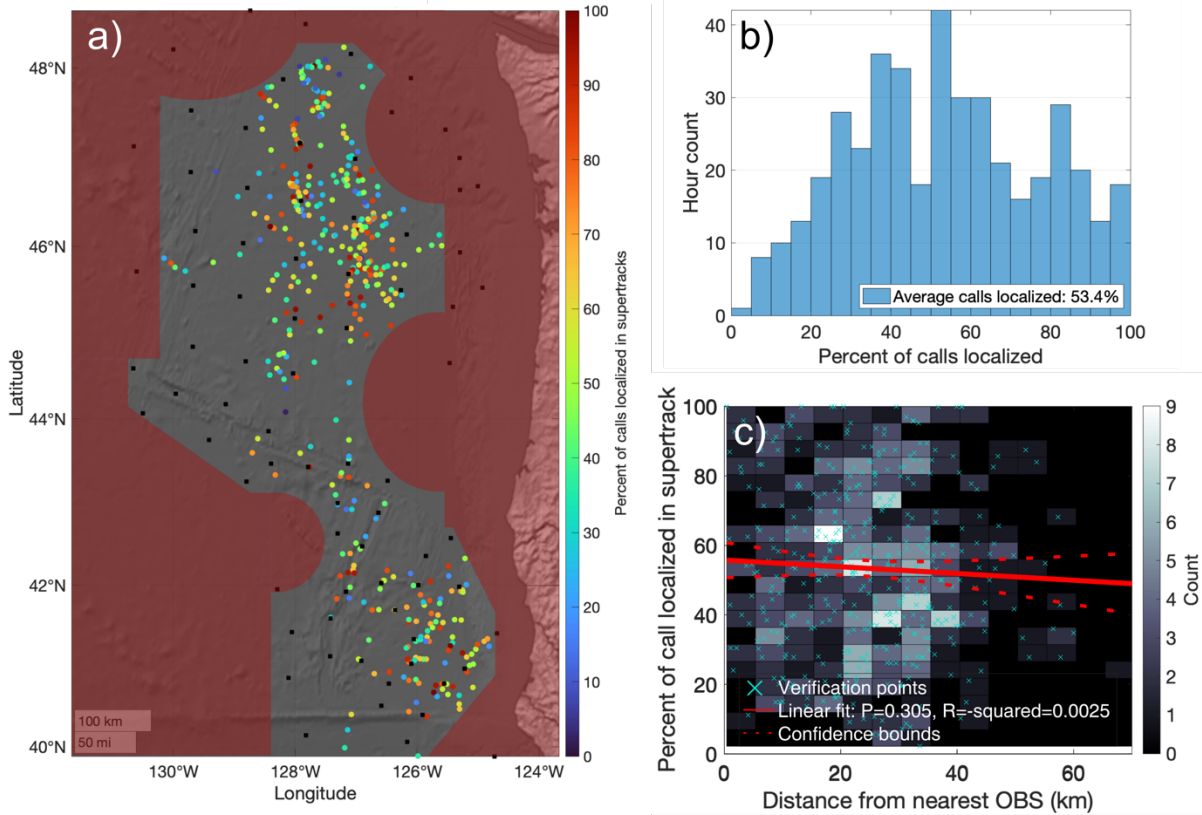 a)
48°N
46°N
44°N
42°N
40°N
Latitude
100 km
50 mi
130°W
128°W
126°W
124°W
Longitude
100
90
80
70
60
50
40
30
20
10
0
Percent of calls localized in supertracks
b)
40
30
20
10
0
Hour count
Average calls localized: 53.4%
0
20
40
60
80
100
Percent of calls localized
c)
100
80
60
40
20
0
Percent of call localized in supertrack
Verification points
Linear fit: P=0.305, R=-squared=0.0025
Confidence bounds
0
20
40
60
Distance from nearest OBS (km)
9
8
7
6
5
4
3
2
1
0
Count